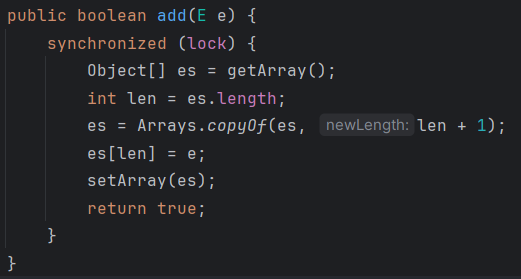 public boolean add(E e) {
    synchronized (lock) {
        Object[] es = getArray();
        int len = es.length;
        es = Arrays.copyOf(es, newLength: len + 1);
        es[len] = e;
        setArray(es);
        return true;
    }
}